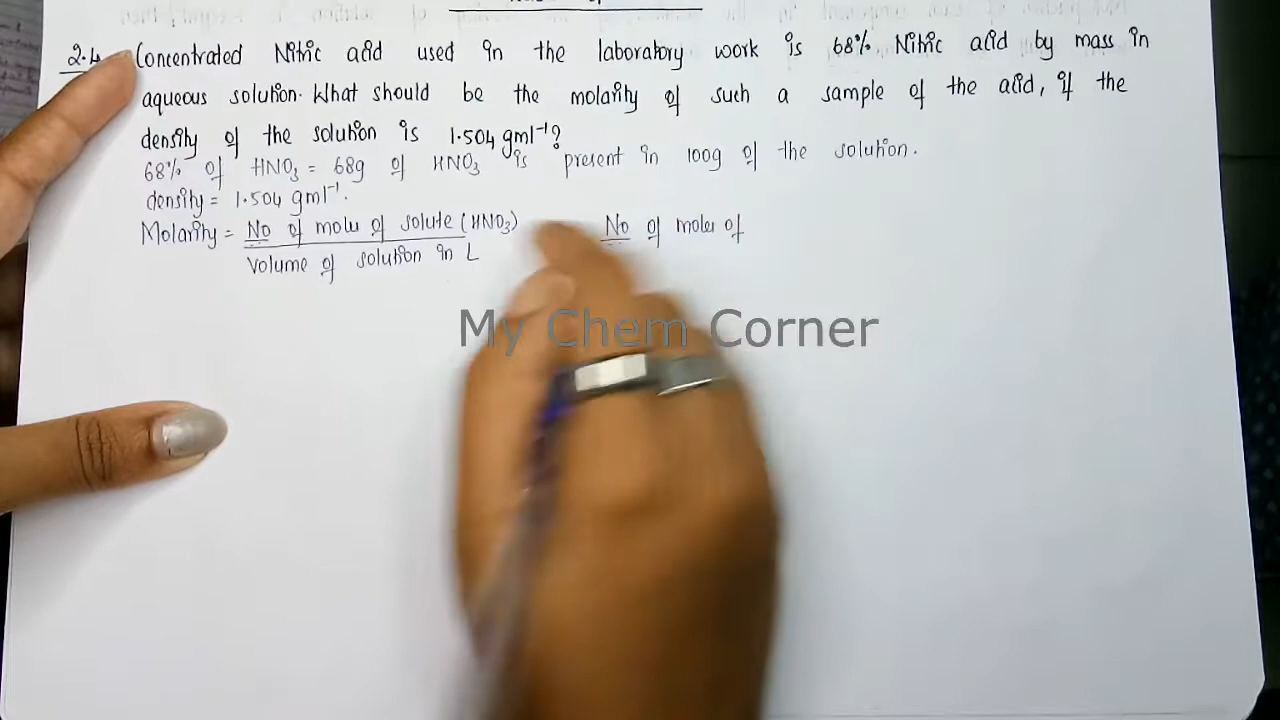 2.4 Concentrated Nitric acid used in the laboratory work is 68% Nitric acid by mass in
aqueous solution. What should be the molarity of such a sample of the acid, if the
density of the solution is 1.504 gml⁻¹?
68% of HNO₃ = 68g of HNO₃ is present in 100g of the solution.
density = 1.504 gml⁻¹.
Molarity = No of moles of solute (HNO₃) No of moles of
Volume of solution in L
My Chem Corner